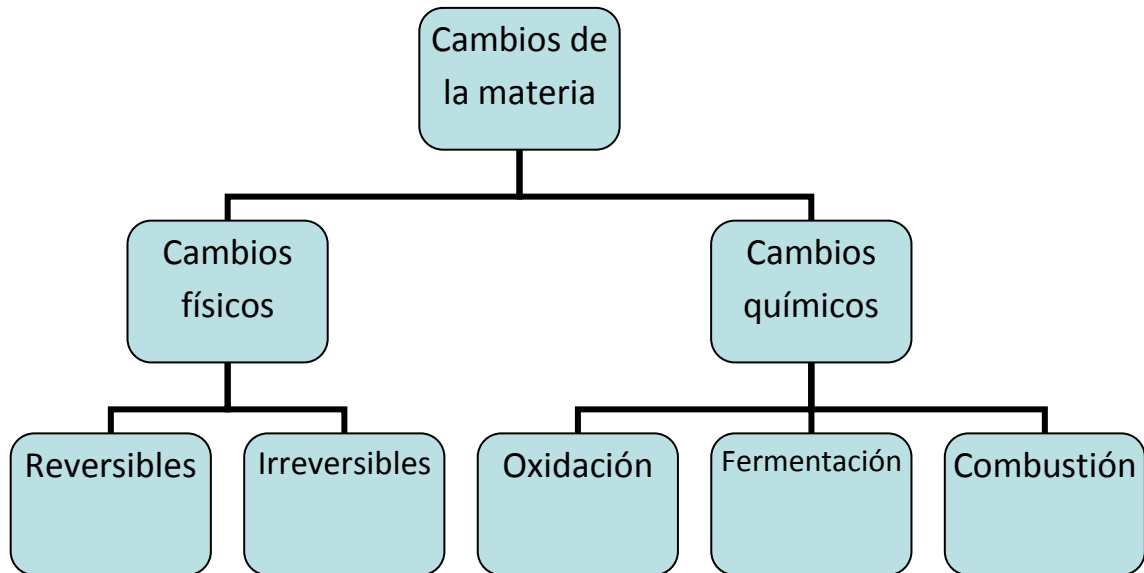 Cambios de
la materia
Cambios
físicos
Cambios
químicos
Reversibles
Irreversibles
Oxidación
Fermentación
Combustión